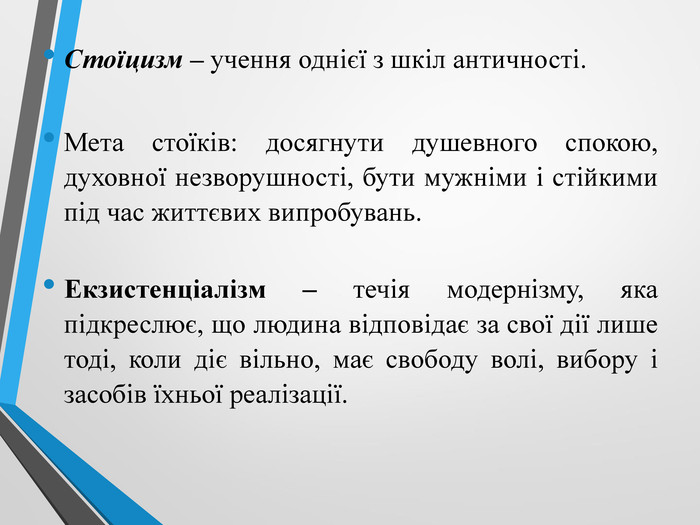 • Стоїцизм – учення однієї з шкіл античності.
• Мета стоїків: досягнути душевного спокою,
духовної незворушності, бути мужніми і стійкими
під час життєвих випробувань.
• Екзистенціалізм – течія модернізму, яка
підкреслює, що людина відповідає за свої дії лише
тоді, коли діє вільно, має свободу волі, вибору і
засобів їхньої реалізації.